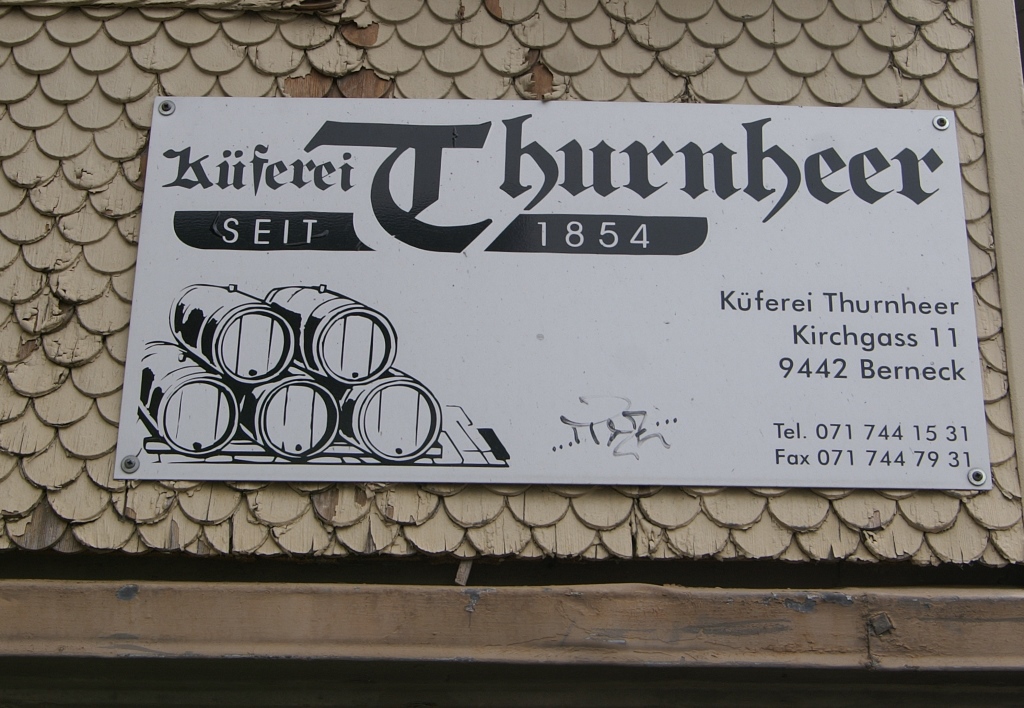 Küferei Thurnheer
SEIT 1854
Küferei Thurnheer
Kirchgass 11
9442 Berneck
Tel. 071 744 15 31
Fax 071 744 79 31